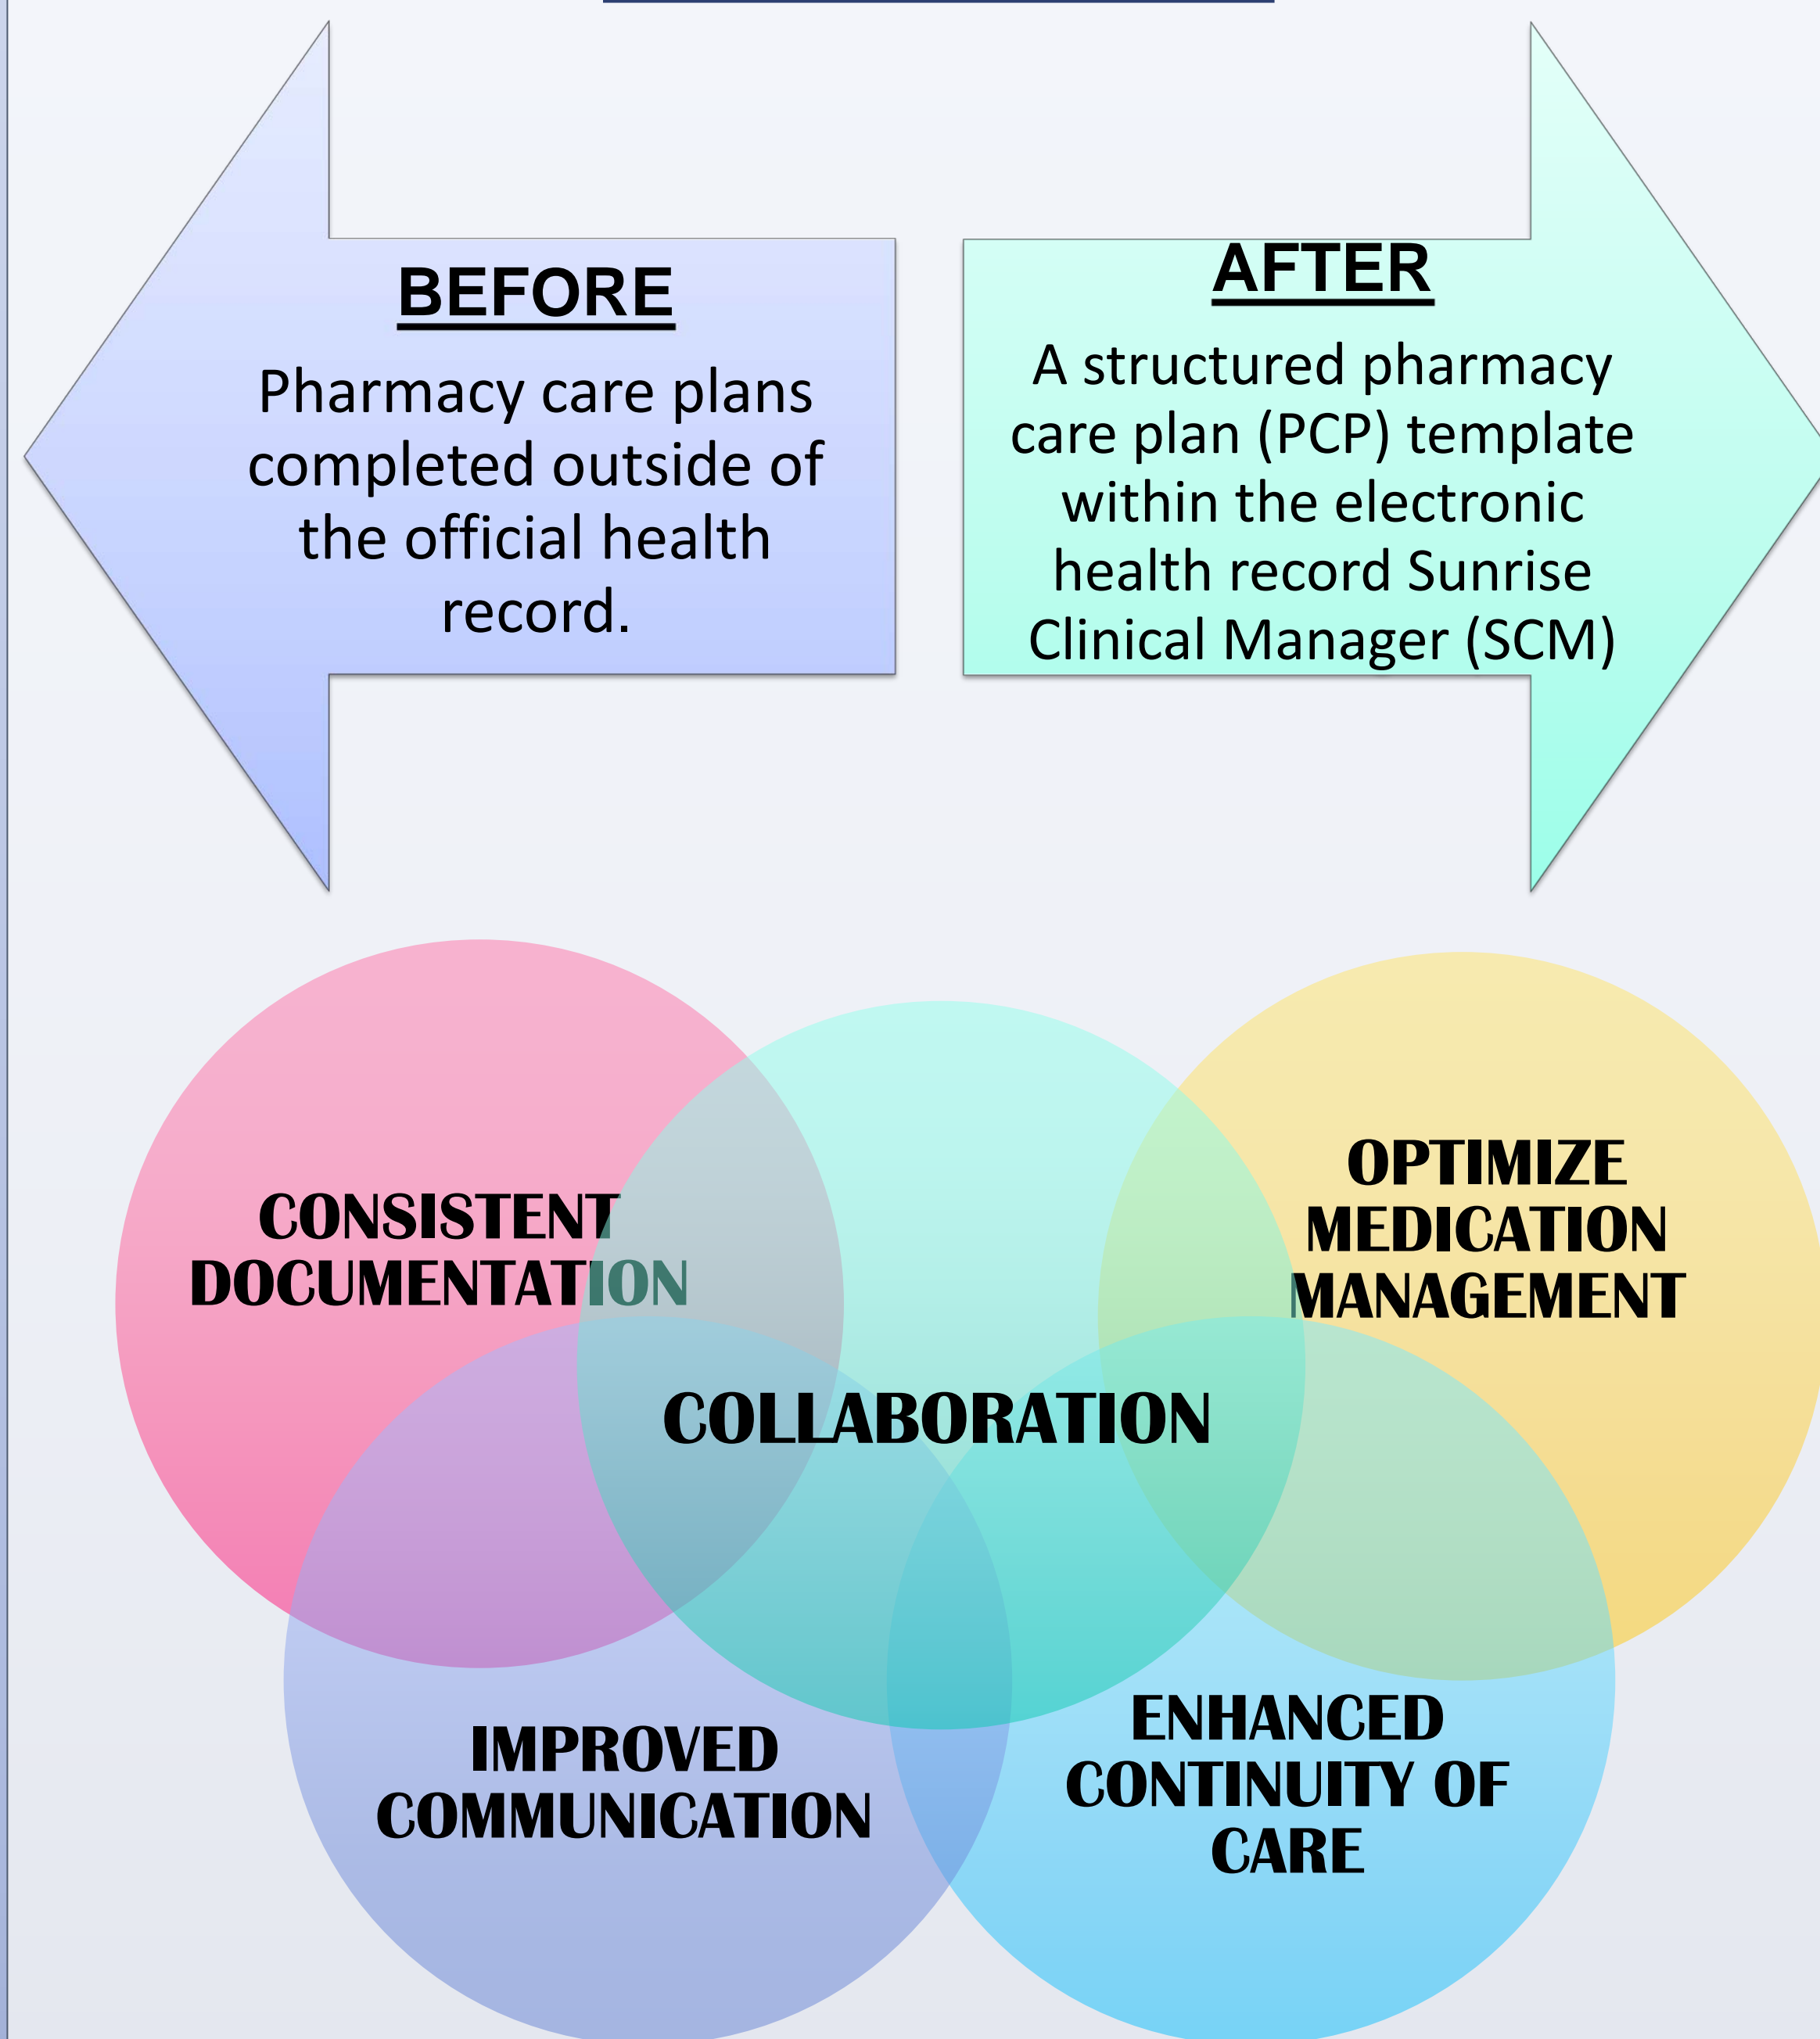 BEFORE
Pharmacy care plans
completed outside of
the official health
record.
AFTER
A structured pharmacy
care plan (PCP) template
within the electronic
health record Sunrise
Clinical Manager (SCM)
CONSISTENT
DOCUMENTATION
OPTIMIZE
MEDICATION
MANAGEMENT
COLLABORATION
IMPROVED
COMMUNICATION
ENHANCED
CONTINUITY OF
CARE